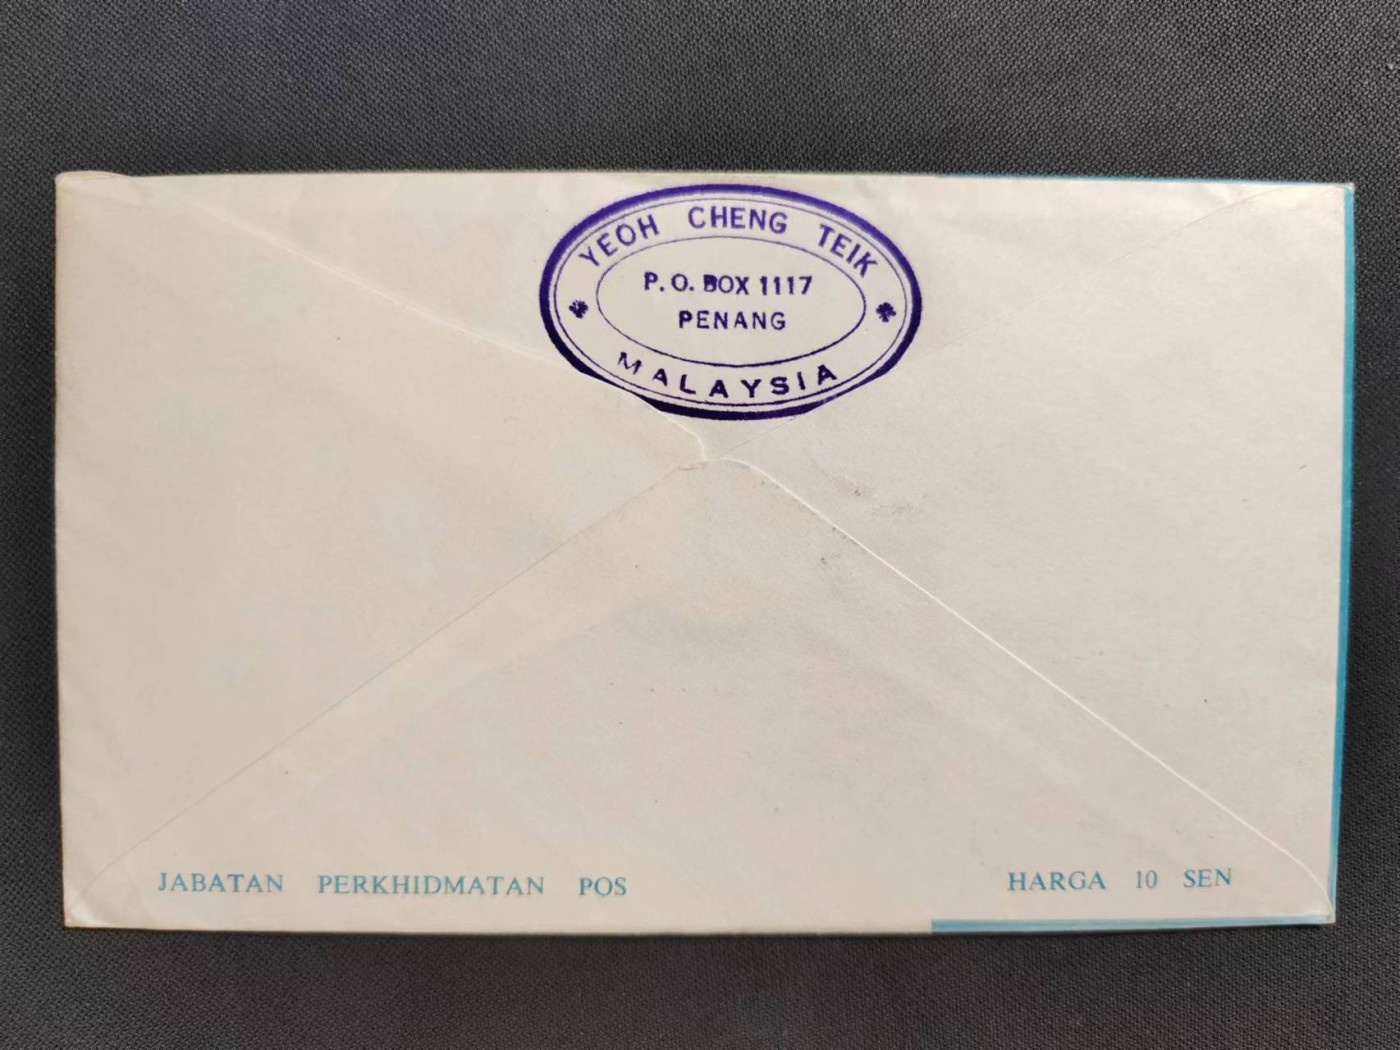 YEOH CHENG TEIK
P.O. BOX 1117
PENANG
MALAYSIA
JABATAN PERKHIDMATAN POS
HARGA 10 SEN